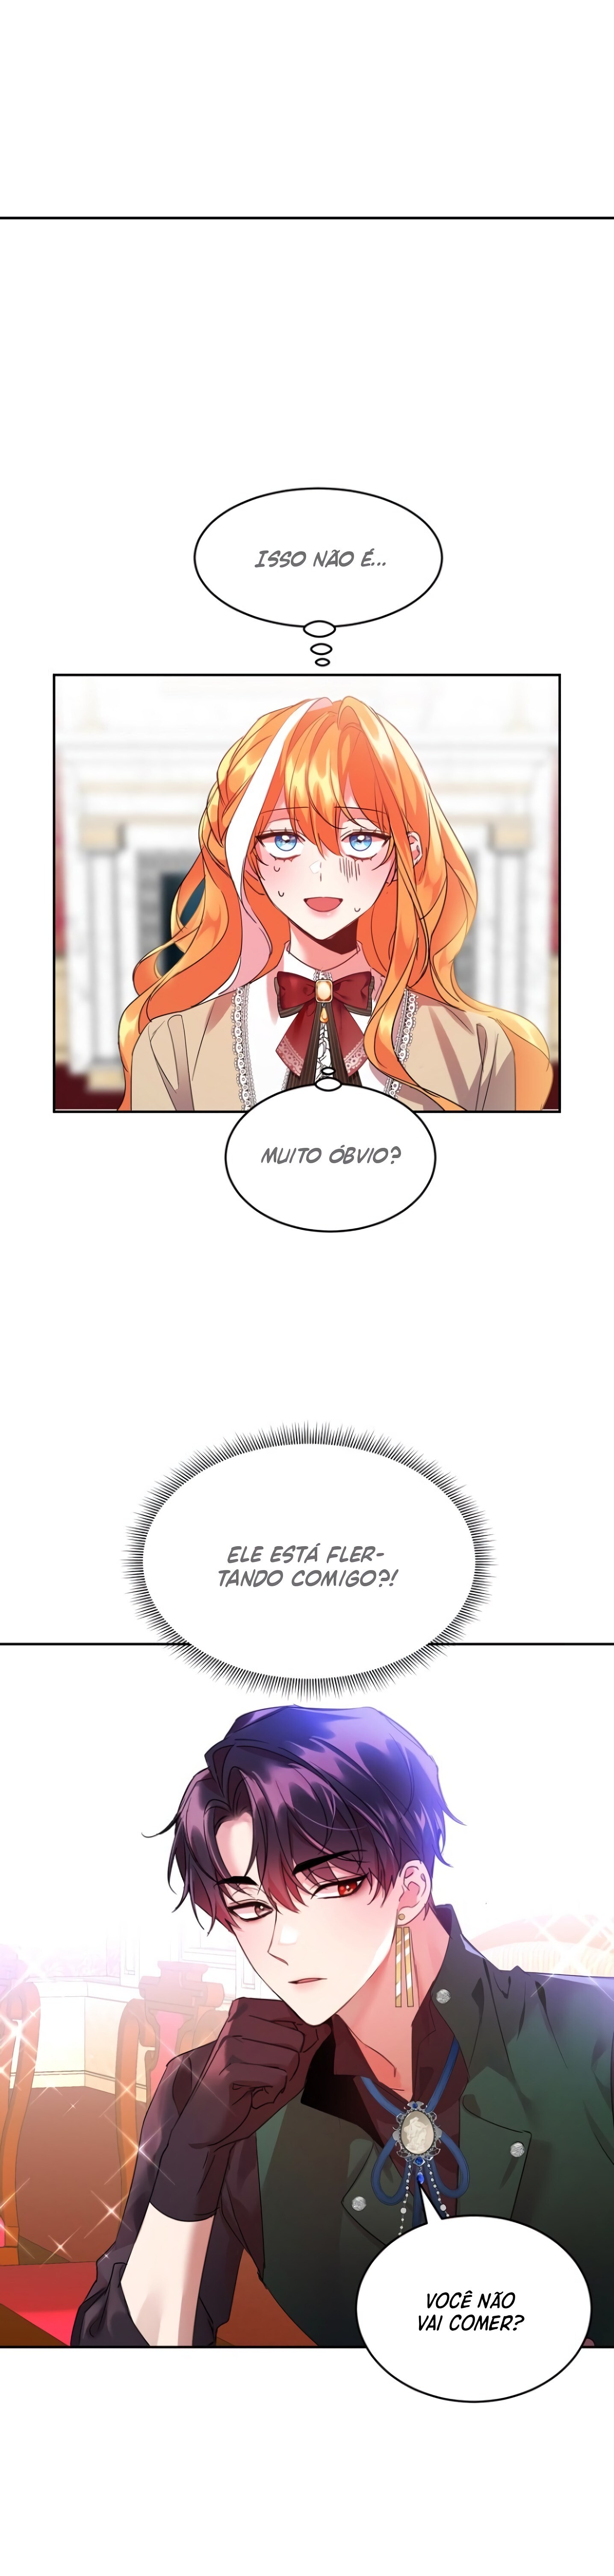 ISSO NÃO É...
MUITO ÓBVIO?
ELE ESTÁ FLER-
TANDO COMIGO?!
VOCÊ NÃO
VAI COMER?